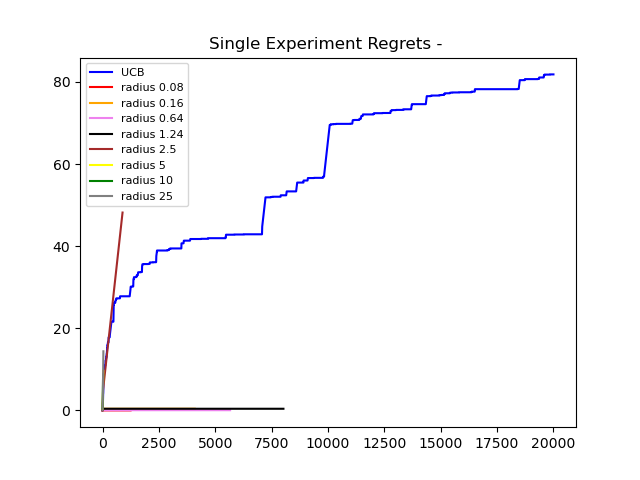 Single Experiment Regrets -
80
60
40
20
0
UCB
radius 0.08
radius 0.16
radius 0.64
radius 1.24
radius 2.5
radius 5
radius 10
radius 25
0 2500 5000 7500 10000 12500 15000 17500 20000